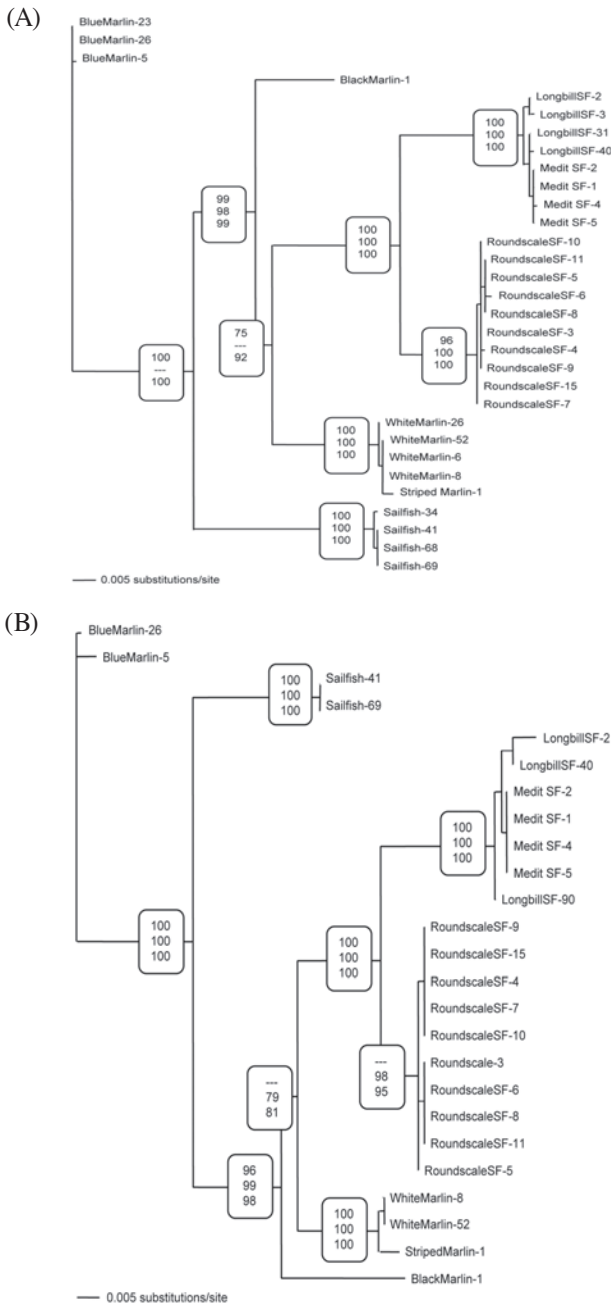 (A)
BlueMarlin-23
BlueMarlin-26
BlueMarlin-5
BlackMarlin-1
LongbillSF-2
LongbillSF-3
LongbillSF-31
LongbillSF-40
Medit SF-2
Medit SF-1
Medit SF-4
Medit SF-5
100
100
100
99
98
99
100
100
100
RoundscaleSF-10
RoundscaleSF-11
RoundscaleSF-5
RoundscaleSF-6
RoundscaleSF-8
RoundscaleSF-3
RoundscaleSF-4
RoundscaleSF-9
RoundscaleSF-15
RoundscaleSF-7
75
---
92
96
100
100
100
---
100
WhiteMarlin-26
WhiteMarlin-52
WhiteMarlin-6
WhiteMarlin-8
Striped Marlin-1
100
100
100
Sailfish-34
Sailfish-41
Sailfish-68
Sailfish-69
100
100
100
0.005 substitutions/site
(B)
BlueMarlin-26
BlueMarlin-5
100
100
100
Sailfish-41
Sailfish-69
LongbillSF-2
LongbillSF-40
Medit SF-2
Medit SF-1
Medit SF-4
Medit SF-5
LongbillSF-90
100
100
100
100
100
100
100
100
100
RoundscaleSF-9
RoundscaleSF-15
RoundscaleSF-4
RoundscaleSF-7
RoundscaleSF-10
Roundscale-3
RoundscaleSF-6
RoundscaleSF-8
RoundscaleSF-11
RoundscaleSF-5
---
98
95
---
79
81
96
99
98
100
100
100
WhiteMarlin-8
WhiteMarlin-52
StripedMarlin-1
BlackMarlin-1
0.005 substitutions/site